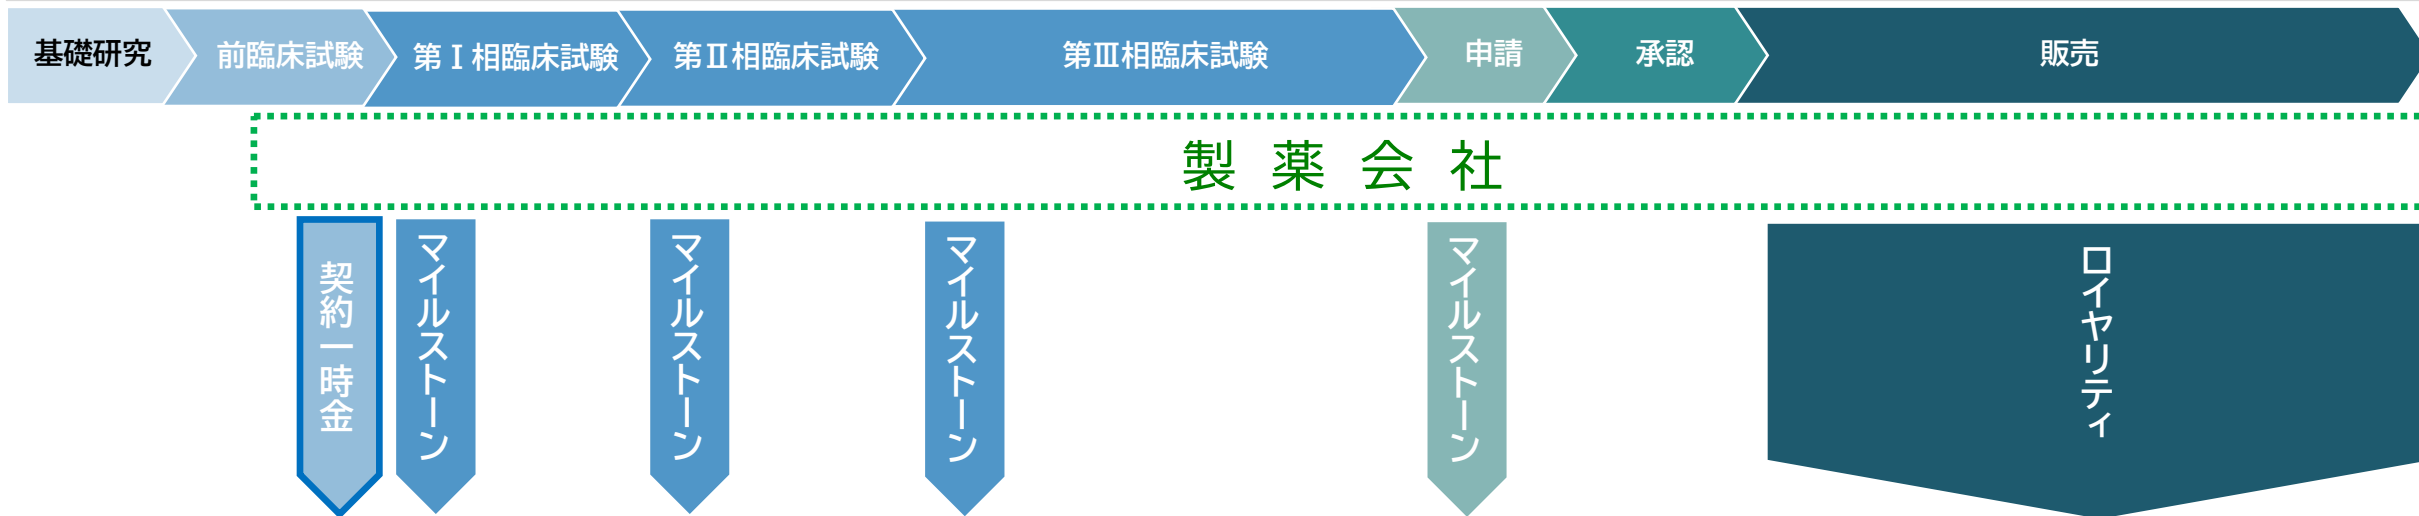 基礎研究
前臨床試験
第Ⅰ相臨床試験
第Ⅱ相臨床試験
第Ⅲ相臨床試験
申請
承認
販売
製薬会社
契約一時金
マイルストーン
マイルストーン
マイルストーン
マイルストーン
ロイヤリティ